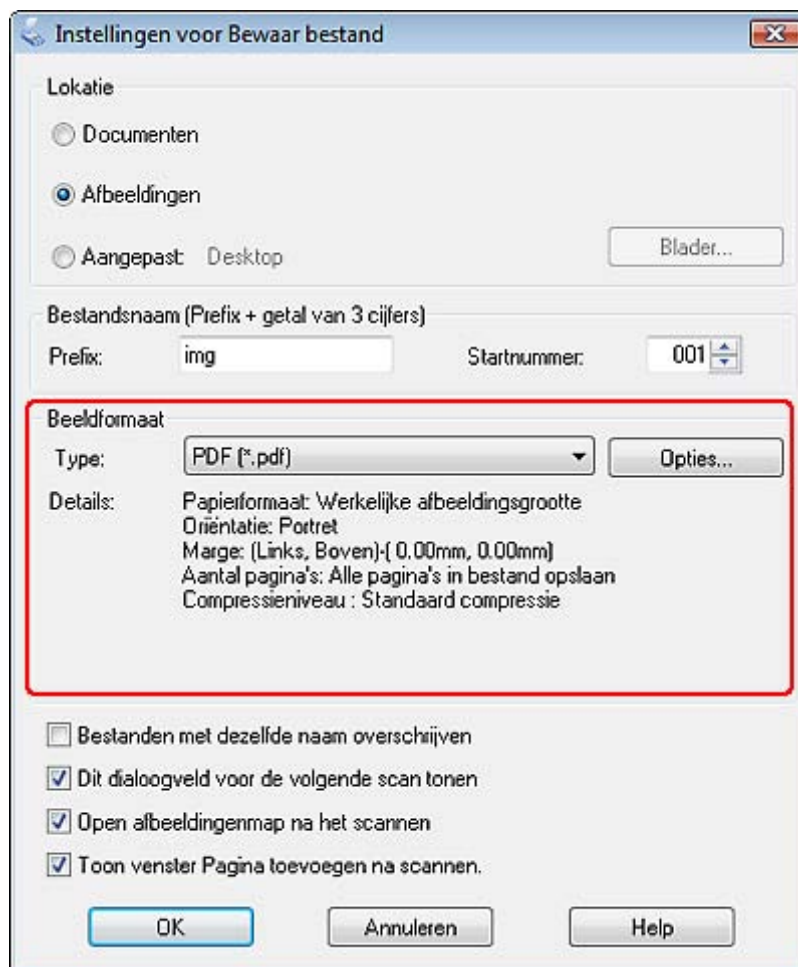 Instellingen voor Bewaar bestand
Lokatie
Documenten
Afbeeldingen
Aangepast: Desktop
Blader...
Bestandsnaam (Prefix + getal van 3 cijfers)
Prefix: img Startnummer: 001
Beeldformaat
Type: PDF (*.pdf) Opties...
Details: Papierformaat: Werkelijke afbeeldingsgrootte
Oriëntatie: Portret
Marge: (Links, Boven)-( 0.00mm, 0.00mm)
Aantal pagina's: Alle pagina's in bestand opslaan
Compressieniveau : Standaard compressie
Bestanden met dezelfde naam overschrijven
Dit dialoogveld voor de volgende scan tonen
Open afbeeldingenmap na het scannen
Toon venster Pagina toevoegen na scannen.
OK Annuleren Help